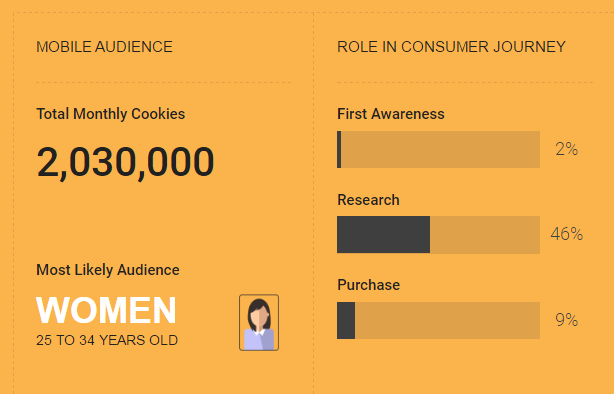 MOBILE AUDIENCE
Total Monthly Cookies
2,030,000
Most Likely Audience
WOMEN
25 TO 34 YEARS OLD
ROLE IN CONSUMER JOURNEY
First Awareness
2%
Research
46%
Purchase
9%